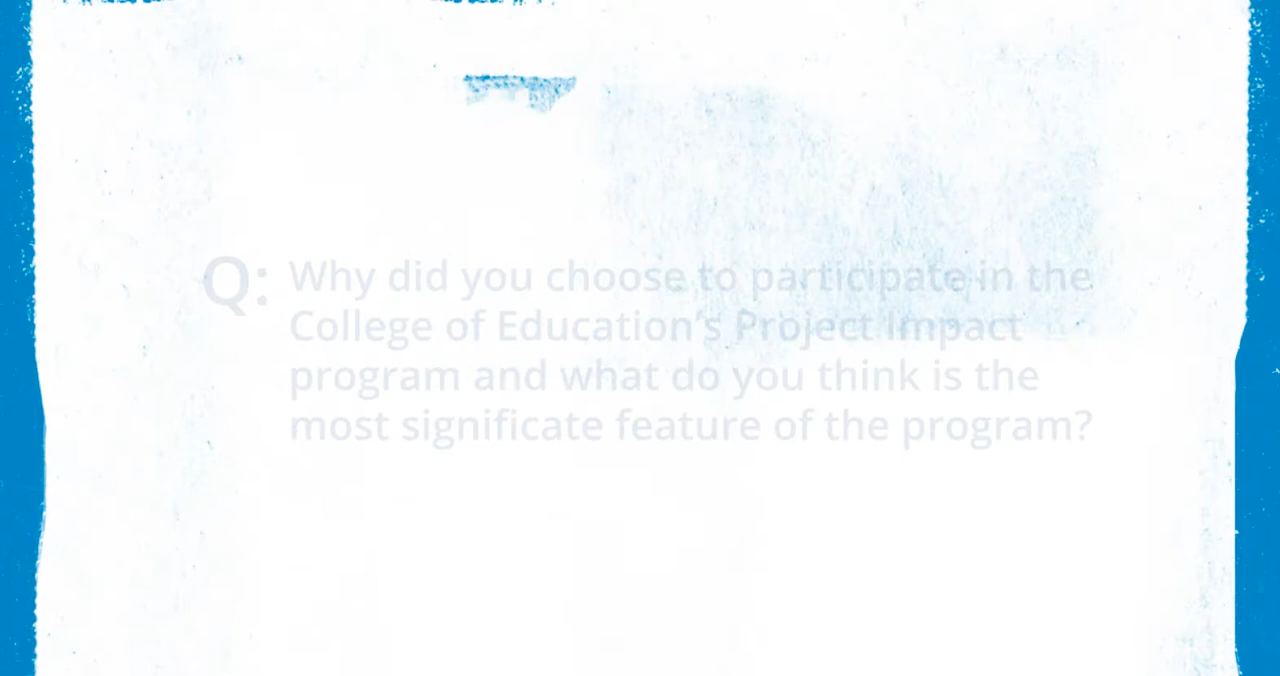 Q: Why did you choose to participate in the
College of Education's Project Impact
program and what do you think is the
most significate feature of the program?